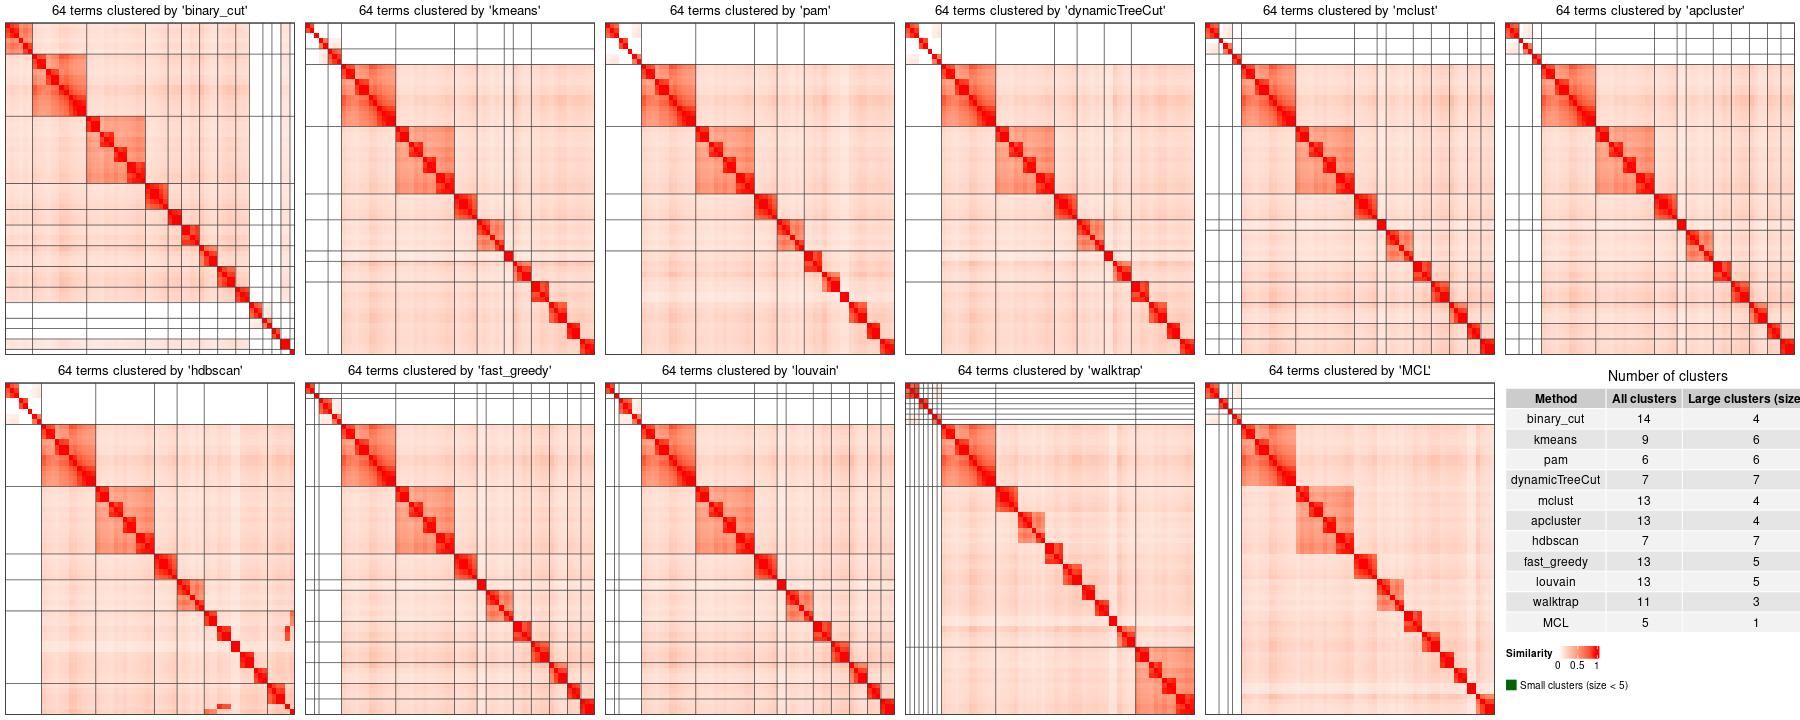 64 terms clustered by 'binary_cut'
64 terms clustered by 'kmeans'
64 terms clustered by 'pam'
64 terms clustered by 'dynamicTreeCut'
64 terms clustered by 'mclust'
64 terms clustered by 'apcluster'
64 terms clustered by 'hdbscan'
64 terms clustered by 'fast_greedy'
64 terms clustered by 'louvain'
64 terms clustered by 'walktrap'
64 terms clustered by 'MCL'
Number of clusters
Method All clusters Large clusters (size
binary_cut 14 4
kmeans 9 6
pam 6 6
dynamicTreeCut 7 7
mclust 13 4
apcluster 13 4
hdbscan 7 7
fast_greedy 13 5
louvain 13 5
walktrap 11 3
MCL 5 1
Similarity
0 0.5 1
Small clusters (size < 5)